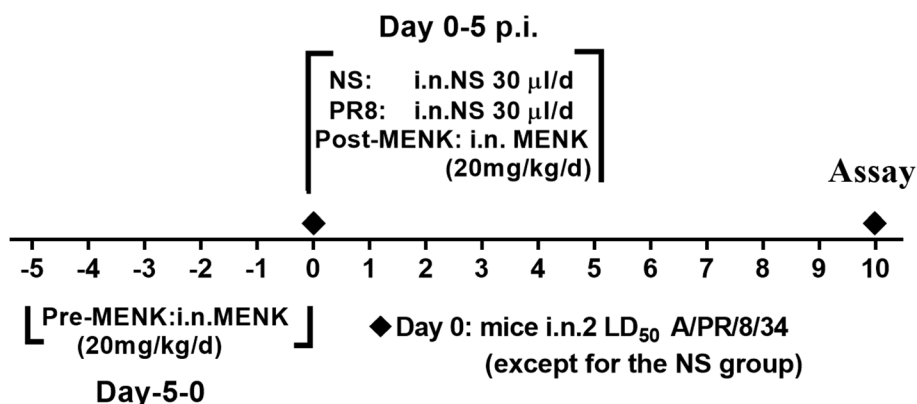 Day 0-5 p.i.
NS: i.n.NS 30 μl/d
PR8: i.n.NS 30 μl/d
Post-MENK: i.n. MENK
(20mg/kg/d)
Assay
-5 -4 -3 -2 -1 0 1 2 3 4 5 6 7 8 9 10
Pre-MENK:i.n.MENK
(20mg/kg/d)
Day-5-0
Day 0: mice i.n.2 LD50 A/PR/8/34
(except for the NS group)